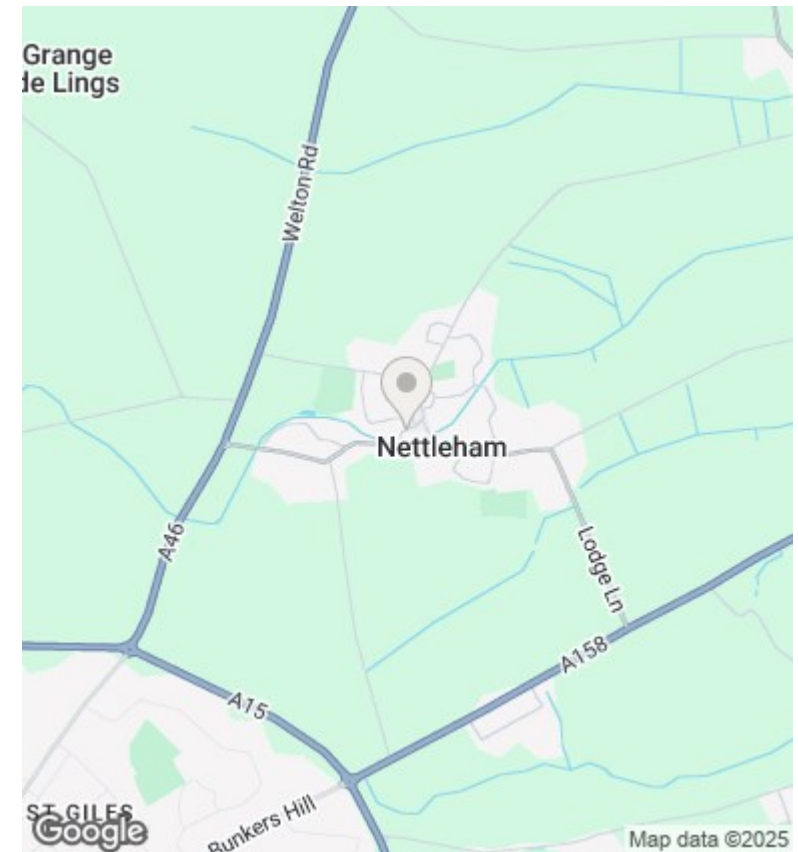 Grange
de Lings
Welton Rd
Nettleham
A46
Lodge Ln
A158
A15
ST GILES
Bunkers Hill
Google
Map data ©2025